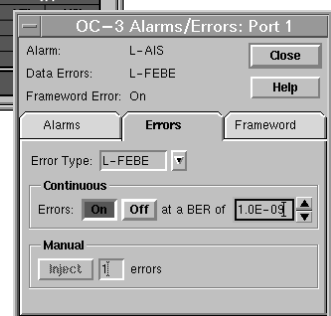 OC-3 Alarms/Errors: Port 1
Alarm: L-AIS
Close
Data Errors: L-FEBE
Help
Frameword Error: On
Alarms Errors Frameword
Error Type: L-FEBE
Continuous
Errors: On Off at a BER of 1.0E-09
Manual
Inject 1 errors